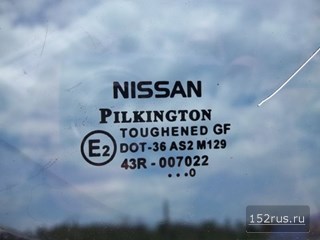 NISSAN
PILKINGTON
TOUGHENED GF
E2 DOT-36 AS2 M129
43R-007022
...0
152rus.ru